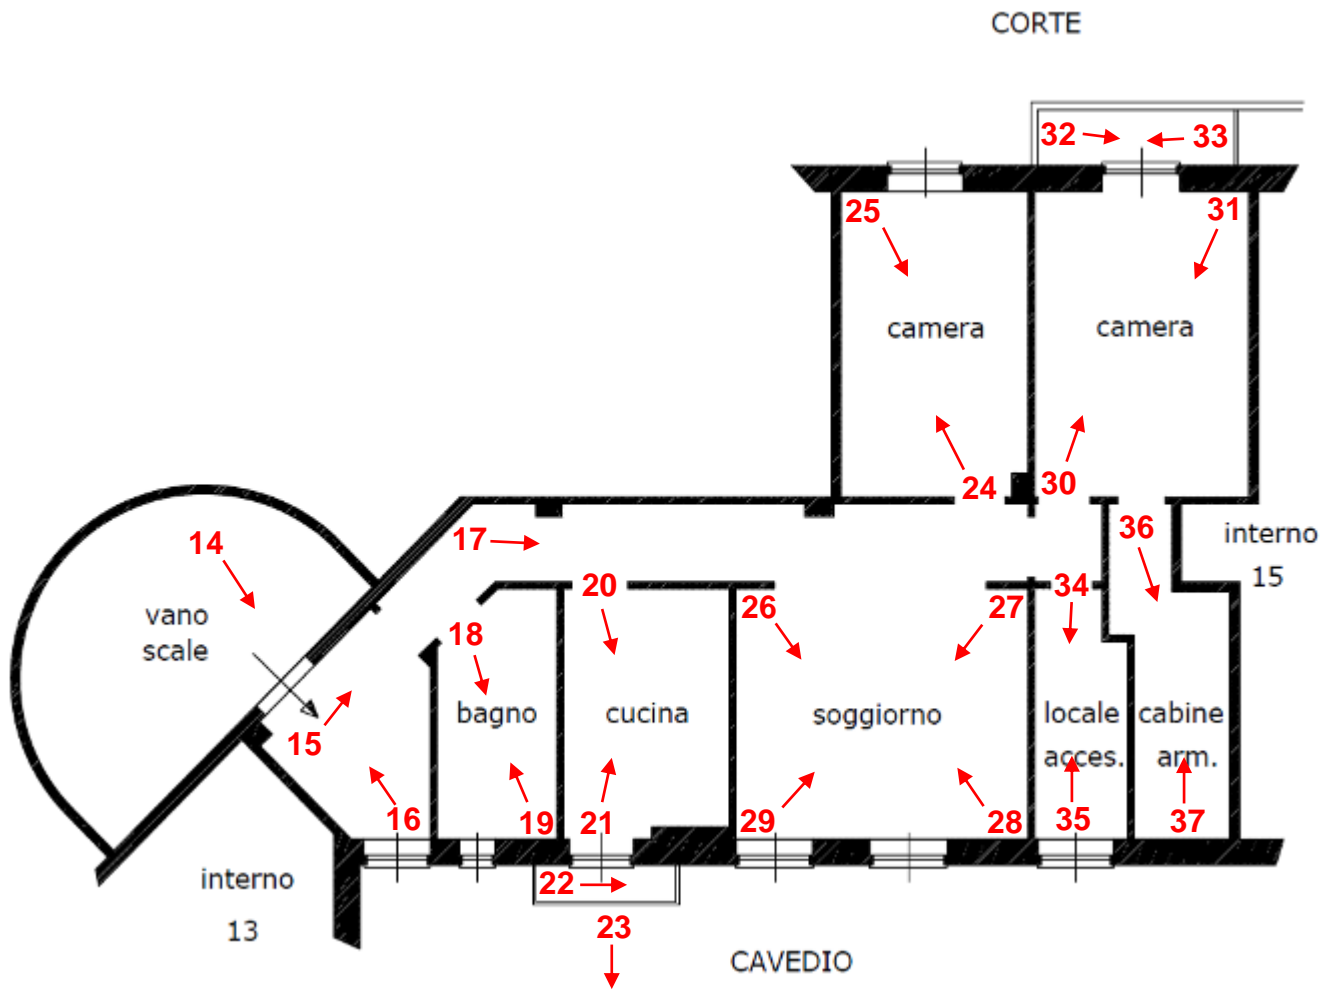 CORTE
32
33
25
31
camera
camera
24
30
17
14
36
interno
15
20
34
26
27
vano
scale
18
bagno
cucina
soggiorno
locale
acces.
cabine
arm.
15
16
19
21
29
28
35
37
interno
13
22
23
CAVEDIO